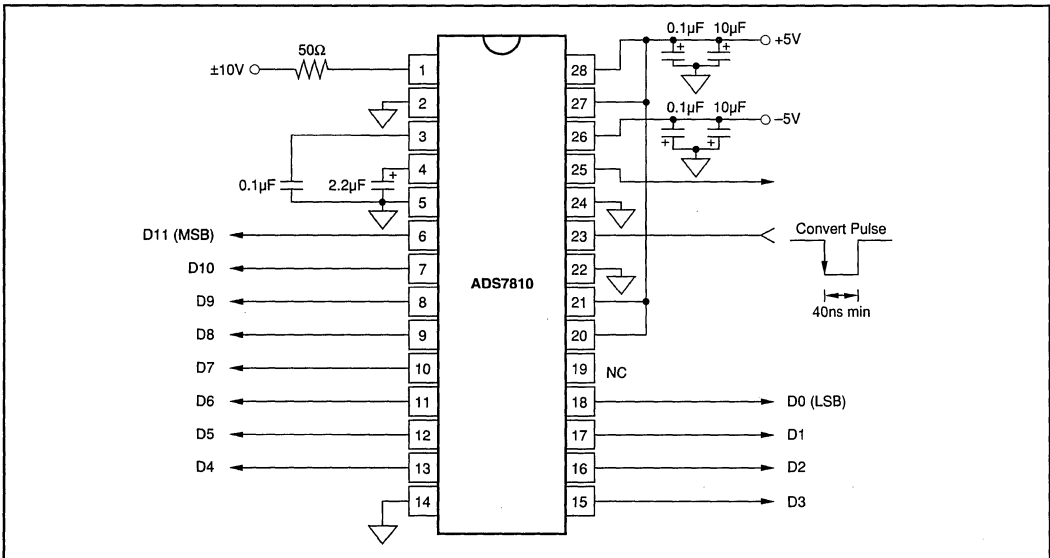 0.1µF 10µF
+5V
50Ω
±10V
1
28
2
27
0.1µF 10µF
3
26
−5V
4
25
0.1µF
2.2µF
5
24
D11 (MSB)
6
23
Convert Pulse
D10
7
22
ADS7810
D9
8
21
40ns min
D8
9
20
D7
10
19
NC
D6
11
18
D0 (LSB)
D5
12
17
D1
D4
13
16
D2
14
15
D3